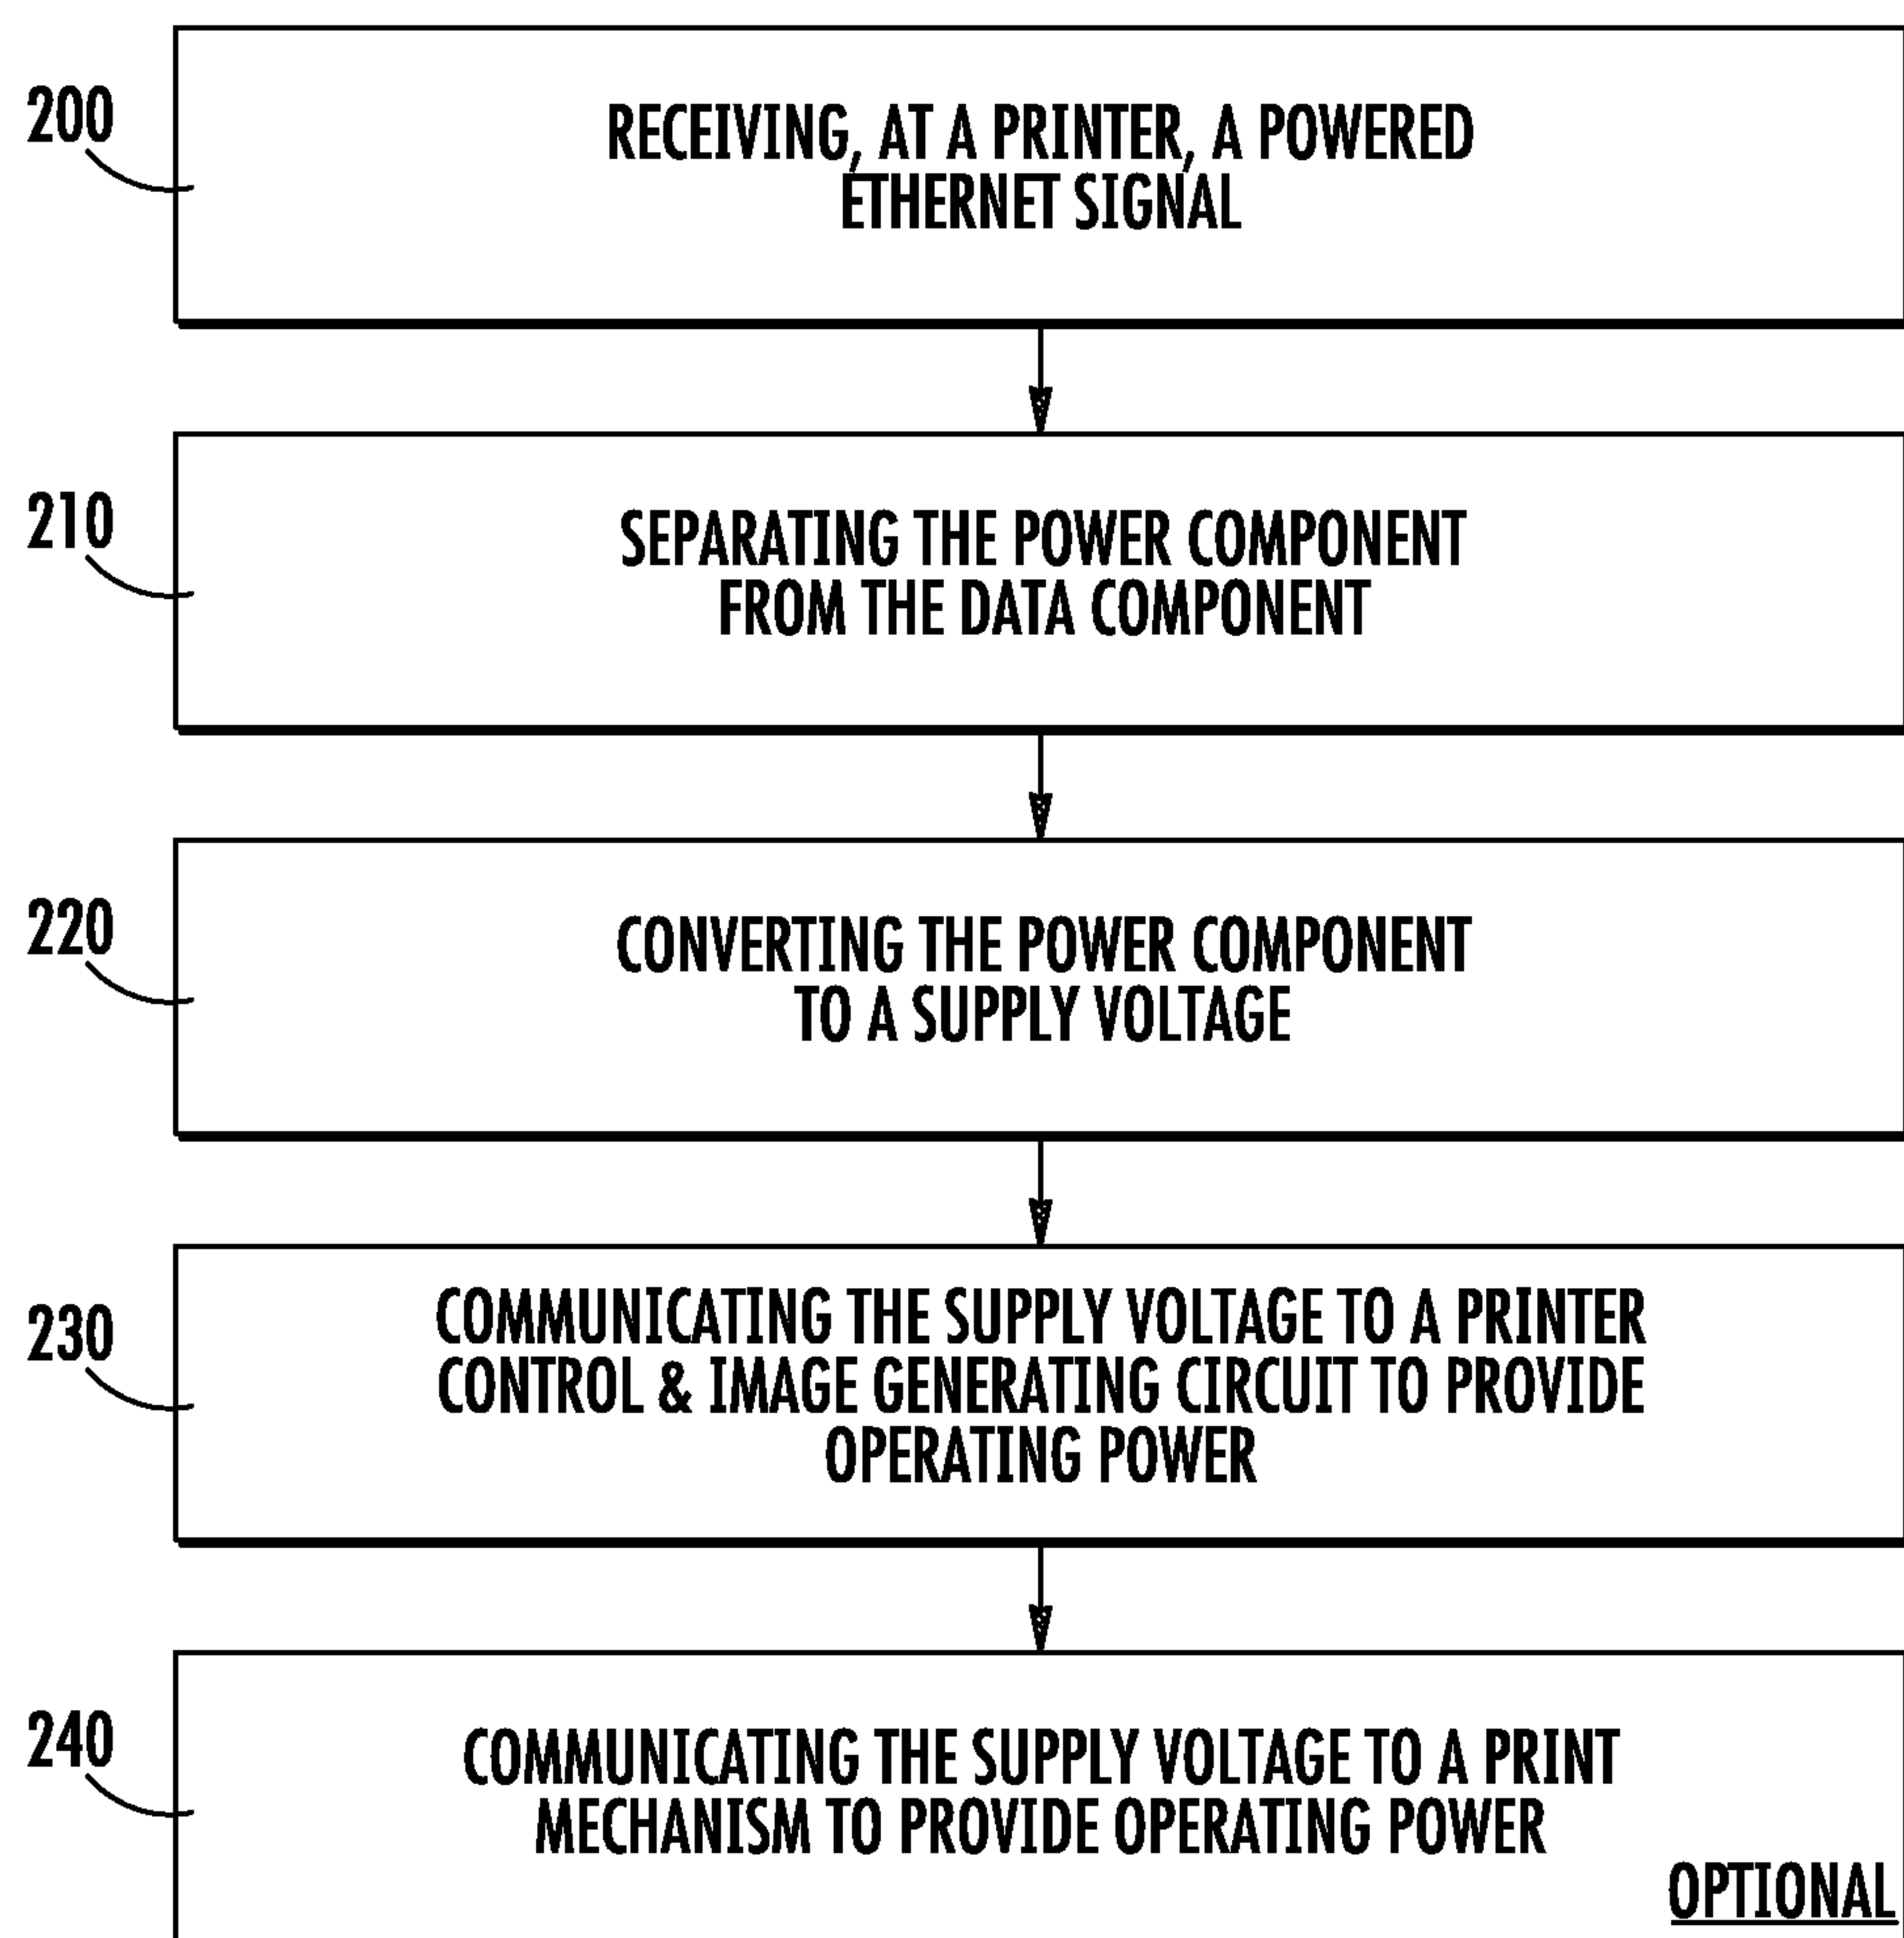 200
RECEIVING, AT A PRINTER, A POWERED
ETHERNET SIGNAL
210
SEPARATING THE POWER COMPONENT
FROM THE DATA COMPONENT
220
CONVERTING THE POWER COMPONENT
TO A SUPPLY VOLTAGE
230
COMMUNICATING THE SUPPLY VOLTAGE TO A PRINTER
CONTROL & IMAGE GENERATING CIRCUIT TO PROVIDE
OPERATING POWER
240
COMMUNICATING THE SUPPLY VOLTAGE TO A PRINT
MECHANISM TO PROVIDE OPERATING POWER
OPTIONAL